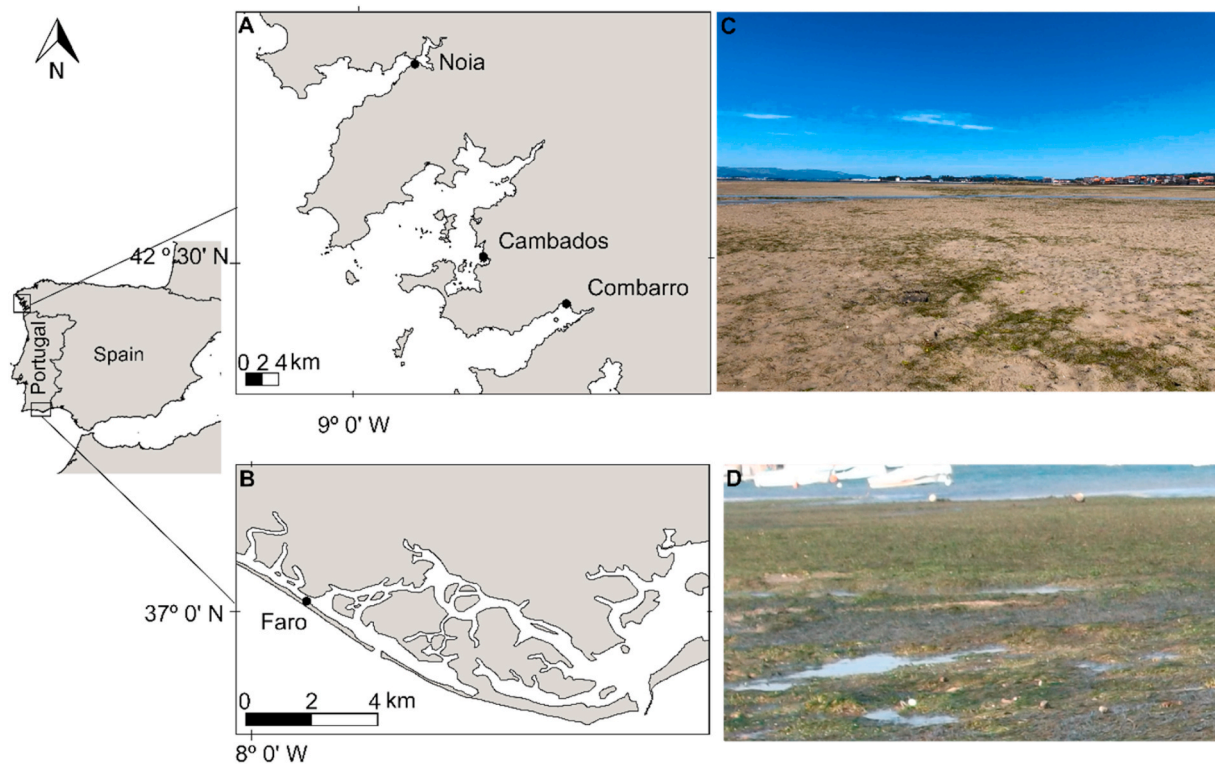 N
A
Noia
Cambados
Combarro
42 º 30' N
0 2 4 km
9º 0' W
Portugal
Spain
B
Faro
37º 0' N
0 2 4 km
8º 0' W
C
D